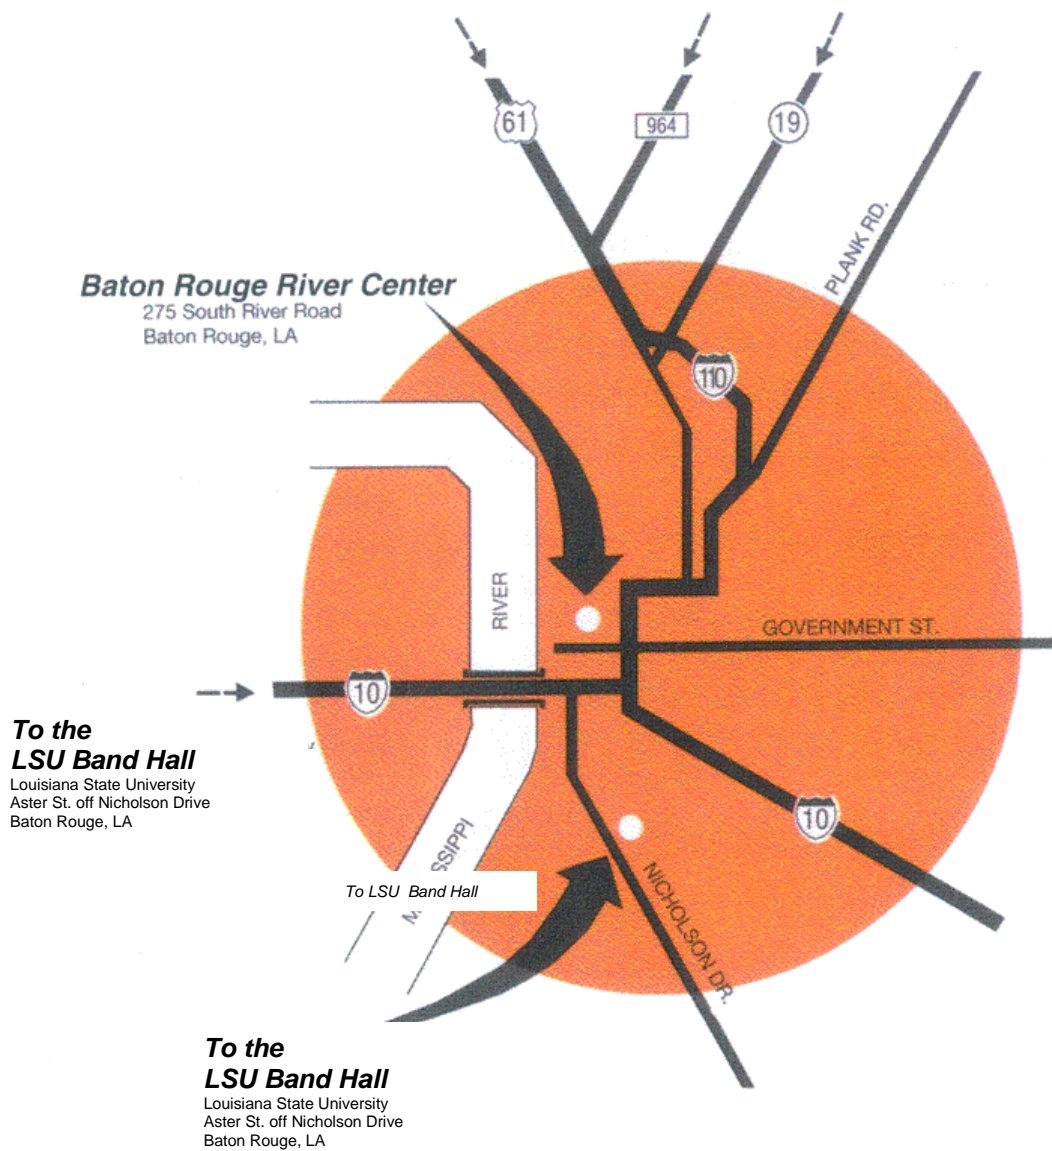 61
964
19
PLANK RD.
Baton Rouge River Center
275 South River Road
Baton Rouge, LA
110
RIVER
GOVERNMENT ST.
10
To the
LSU Band Hall
Louisiana State University
Aster St. off Nicholson Drive
Baton Rouge, LA
10
SSIPPI
To LSU Band Hall
M
NICHOLSON DR.
To the
LSU Band Hall
Louisiana State University
Aster St. off Nicholson Drive
Baton Rouge, LA